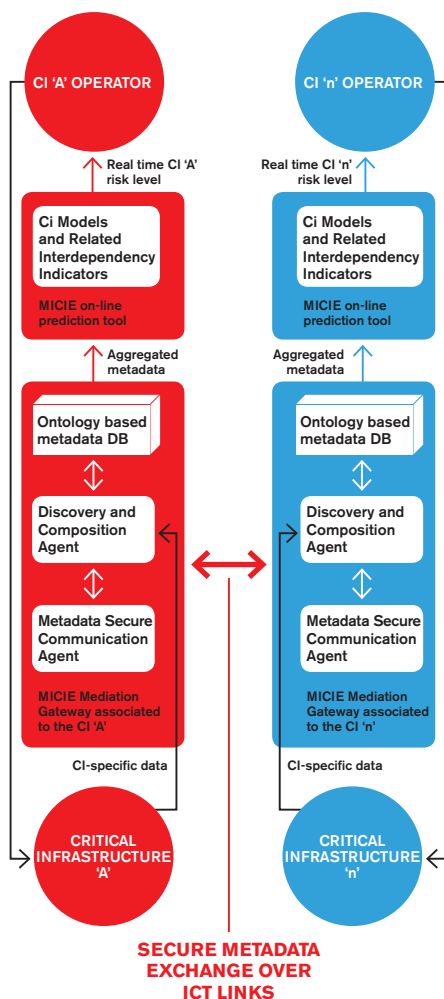 CI ‘A’ OPERATOR
Real time CI ‘A’
risk level
Ci Models
and Related
Interdependency
Indicators
MICIE on-line
prediction tool
Aggregated
metadata
Ontology based
metadata DB
Discovery and
Composition
Agent
Metadata Secure
Communication
Agent
MICIE Mediation
Gateway associated
to the CI ‘A’
CI-specific data
CRITICAL
INFRASTRUCTURE
‘A’
CI ‘n’ OPERATOR
Real time CI ‘n’
risk level
Ci Models
and Related
Interdependency
Indicators
MICIE on-line
prediction tool
Aggregated
metadata
Ontology based
metadata DB
Discovery and
Composition
Agent
Metadata Secure
Communication
Agent
MICIE Mediation
Gateway associated
to the CI ‘n’
CI-specific data
CRITICAL
INFRASTRUCTURE
‘n’
SECURE METADATA
EXCHANGE OVER
ICT LINKS